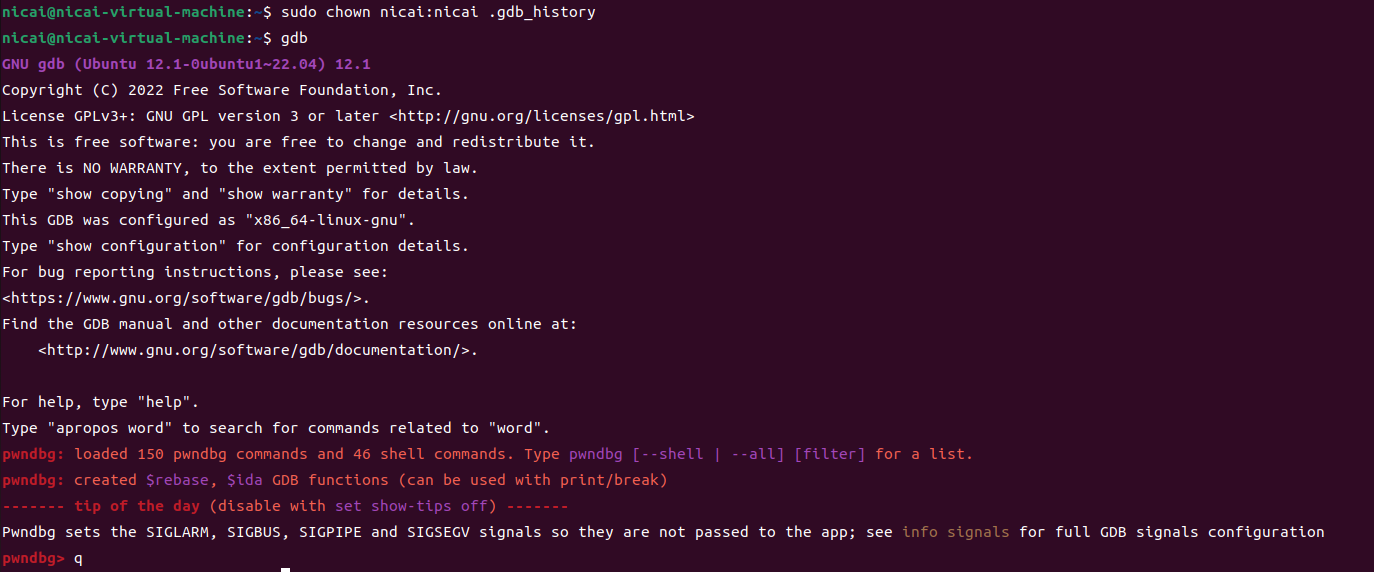 nicai@nicai-virtual-machine:~$ sudo chown nicai:nicai .gdb_history
nicai@nicai-virtual-machine:~$ gdb
GNU gdb (Ubuntu 12.1-0ubuntu1~22.04) 12.1
Copyright (C) 2022 Free Software Foundation, Inc.
License GPLv3+: GNU GPL version 3 or later <http://gnu.org/licenses/gpl.html>
This is free software: you are free to change and redistribute it.
There is NO WARRANTY, to the extent permitted by law.
Type "show copying" and "show warranty" for details.
This GDB was configured as "x86_64-linux-gnu".
Type "show configuration" for configuration details.
For bug reporting instructions, please see:
<https://www.gnu.org/software/gdb/bugs/>.
Find the GDB manual and other documentation resources online at:
    <http://www.gnu.org/software/gdb/documentation/>.

For help, type "help".
Type "apropos word" to search for commands related to "word".
pwndbg: loaded 150 pwndbg commands and 46 shell commands. Type pwndbg [--shell | --all] [filter] for a list.
pwndbg: created $rebase, $ida GDB functions (can be used with print/break)
------- tip of the day (disable with set show-tips off) -------
Pwndbg sets the SIGLARM, SIGBUS, SIGPIPE and SIGSEGV signals so they are not passed to the app; see info signals for full GDB signals configuration
pwndbg> q